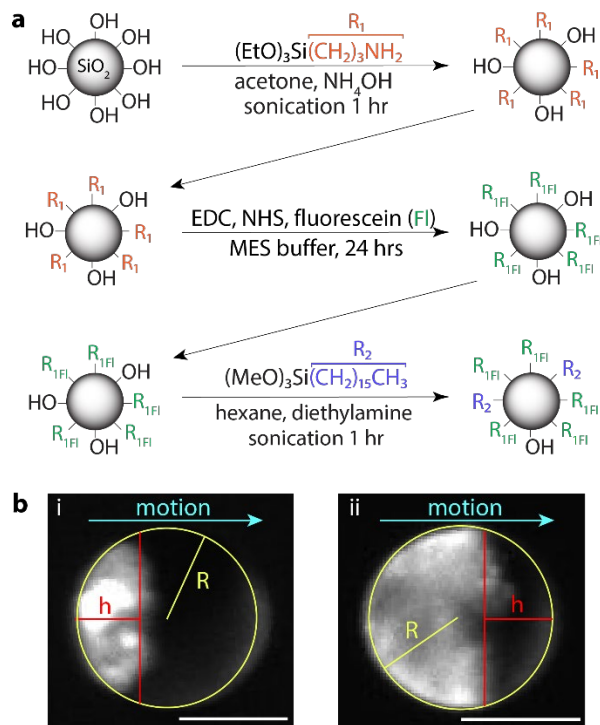 a
R₁
OH
HO OH
HO SiO₂ OH
HO OH
OH
(EtO)₃Si(CH₂)₃NH₂
acetone, NH₄OH
sonication 1 hr
R₁
R₁ OH
HO R₁
R₁ R₁
OH
R₁
R₁ OH
HO R₁
R₁ R₁
OH
EDC, NHS, fluorescein (Fl)
MES buffer, 24 hrs
R₁Fl
R₁Fl OH
HO R₁Fl
R₁Fl R₁Fl
OH
R₁Fl
R₁Fl OH
HO R₁Fl
R₁Fl R₁Fl
OH
R₂
(MeO)₃Si(CH₂)₁₅CH₃
hexane, diethylamine
sonication 1 hr
R₁Fl
R₁Fl R₂
R₂ R₁Fl
R₁Fl R₁Fl
OH
b
i motion
R
h
ii motion
h
R